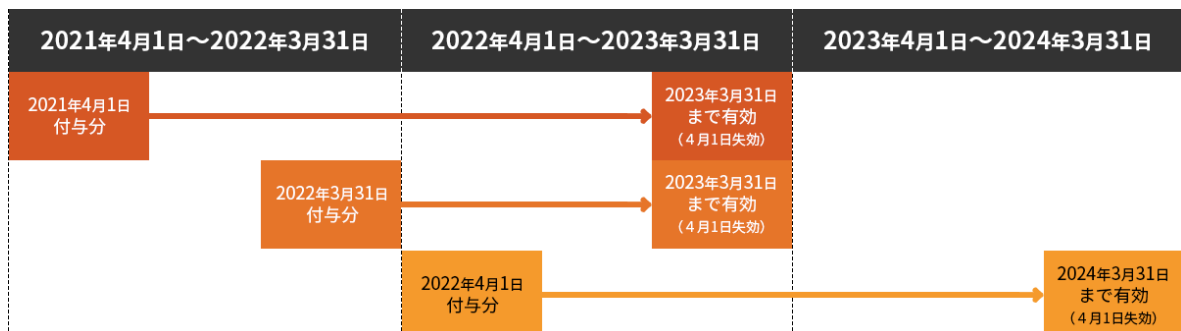 2021年4月1日～2022年3月31日
2022年4月1日～2023年3月31日
2023年4月1日～2024年3月31日
2021年4月1日
付与分
2023年3月31日
まで有効
（４月1日失効）
2022年3月31日
付与分
2023年3月31日
まで有効
（４月1日失効）
2022年4月1日
付与分
2024年3月31日
まで有効
（４月1日失効）